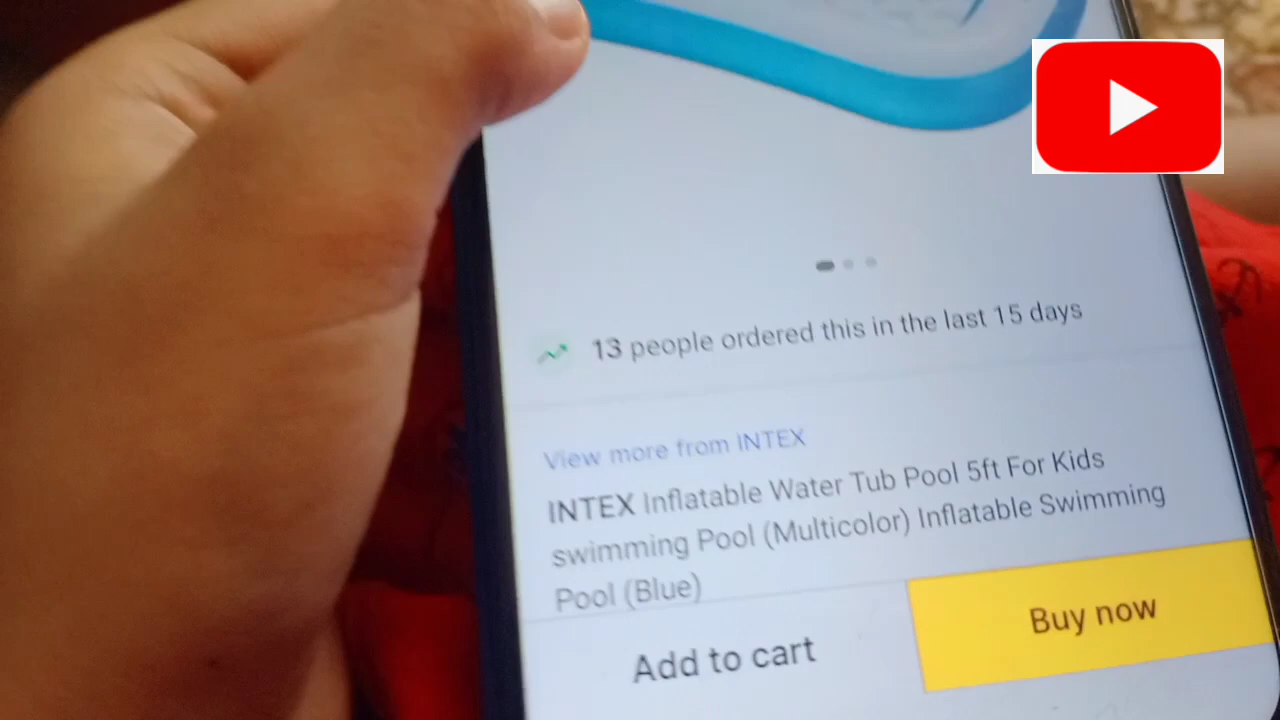 13 people ordered this in the last 15 days
View more from INTEX
INTEX Inflatable Water Tub Pool 5ft For Kids
swimming Pool (Multicolor) Inflatable Swimming
Pool (Blue)
Add to cart
Buy now